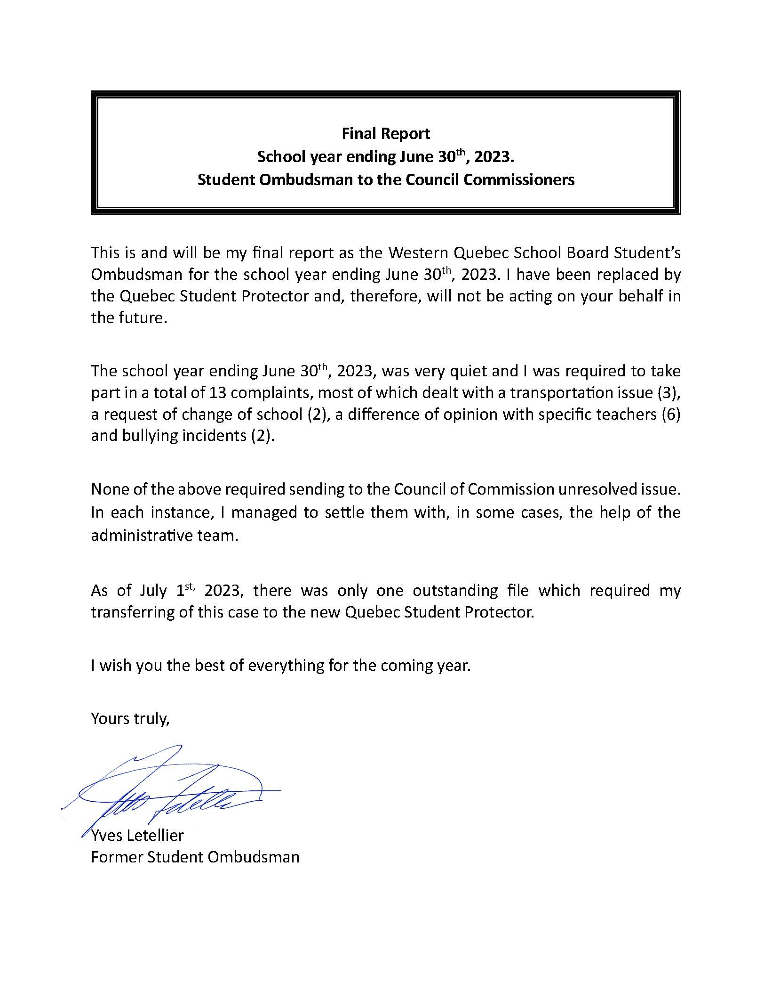 Final Report
School year ending June 30th, 2023.
Student Ombudsman to the Council Commissioners
This is and will be my final report as the Western Quebec School Board Student’s
Ombudsman for the school year ending June 30th, 2023. I have been replaced by
the Quebec Student Protector and, therefore, will not be acting on your behalf in
the future.
The school year ending June 30th, 2023, was very quiet and I was required to take
part in a total of 13 complaints, most of which dealt with a transportation issue (3),
a request of change of school (2), a difference of opinion with specific teachers (6)
and bullying incidents (2).
None of the above required sending to the Council of Commission unresolved issue.
In each instance, I managed to settle them with, in some cases, the help of the
administrative team.
As of July 1st, 2023, there was only one outstanding file which required my
transferring of this case to the new Quebec Student Protector.
I wish you the best of everything for the coming year.
Yours truly,
Yves Letellier
Yves Letellier
Former Student Ombudsman